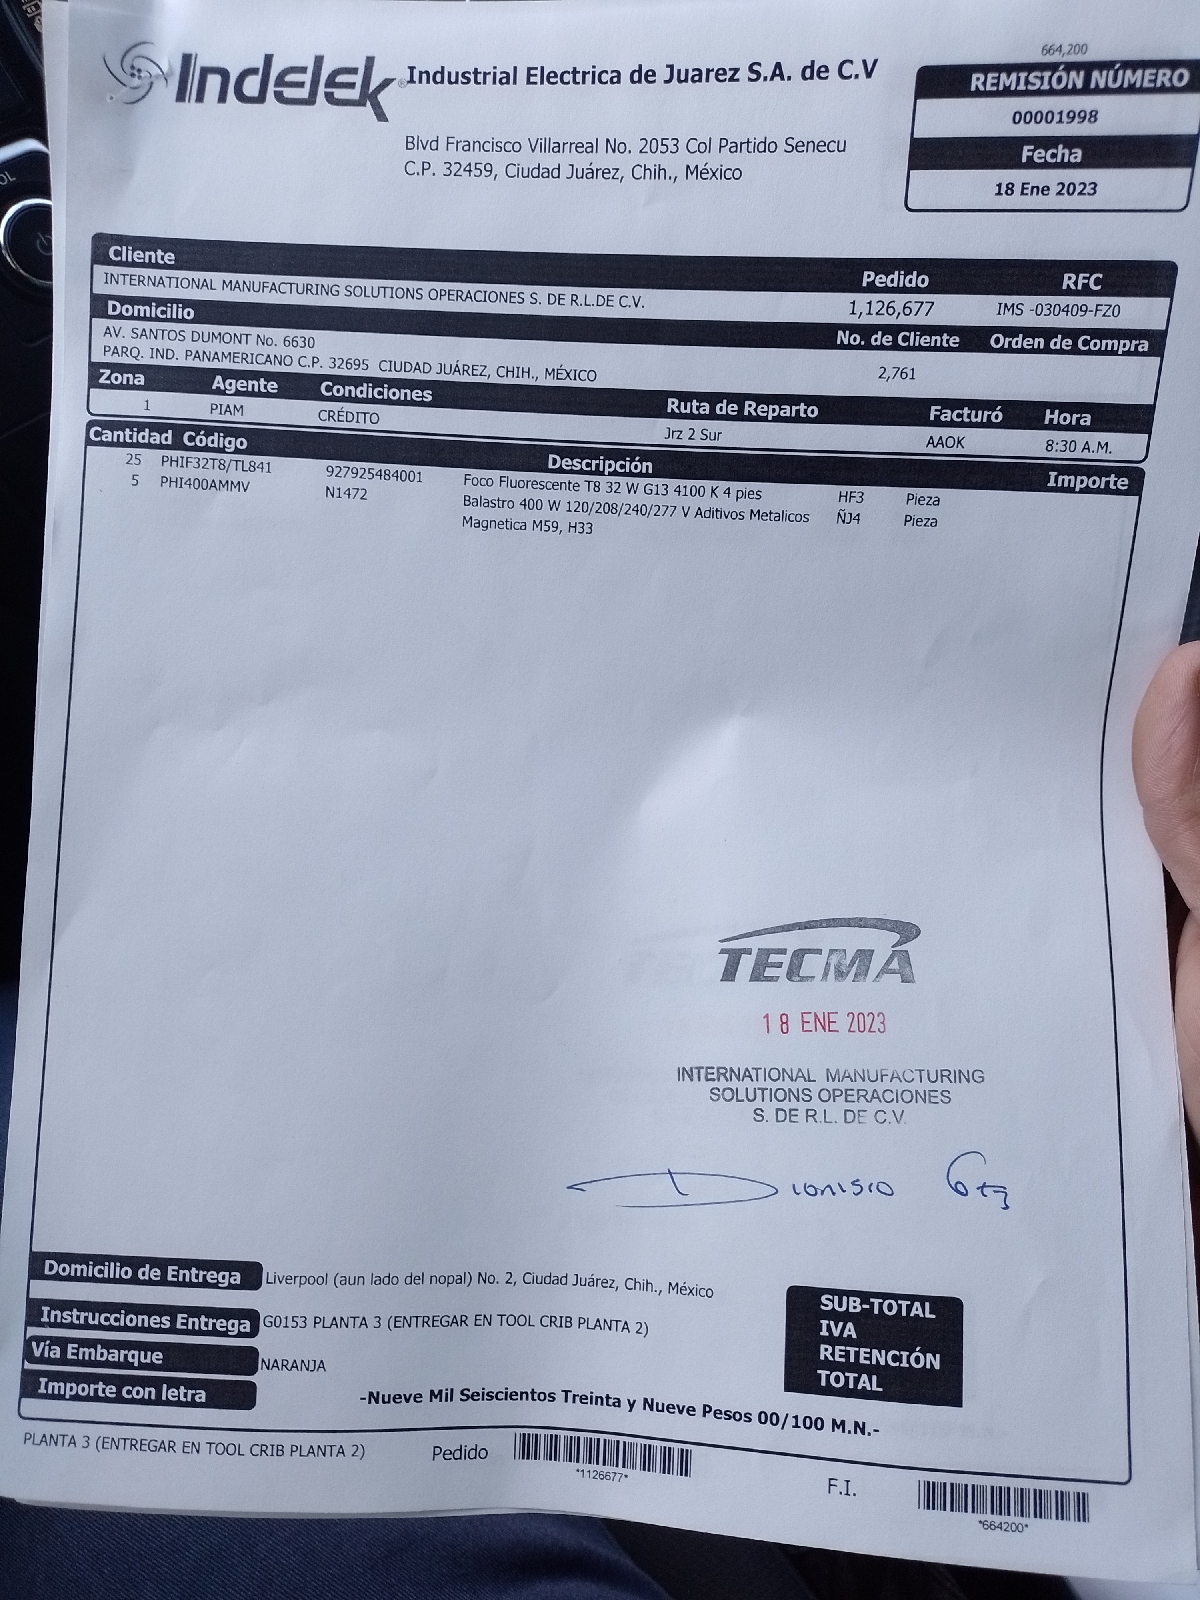 664,200
Indelek Industrial Electrica de Juarez S.A. de C.V
Blvd Francisco Villarreal No. 2053 Col Partido Senecu
C.P. 32459, Ciudad Juárez, Chih., México
REMISIÓN NÚMERO
00001998
Fecha
18 Ene 2023
Cliente Pedido RFC
INTERNATIONAL MANUFACTURING SOLUTIONS OPERACIONES S. DE R.L.DE C.V. 1,126,677 IMS -030409-FZ0
Domicilio No. de Cliente Orden de Compra
AV. SANTOS DUMONT No. 6630
PARQ. IND. PANAMERICANO C.P. 32695 CIUDAD JUÁREZ, CHIH., MÉXICO 2,761
Zona Agente Condiciones Ruta de Reparto Facturó Hora
1 PIAM CRÉDITO Jrz 2 Sur AAOK 8:30 A.M.
Cantidad Código Descripción Importe
25 PHIF32T8/TL841 927925484001 Foco Fluorescente T8 32 W G13 4100 K 4 pies HF3 Pieza
5 PHI400AMMV N1472 Balastro 400 W 120/208/240/277 V Aditivos Metalicos ÑJ4 Pieza
Magnetica M59, H33
TECMA
18 ENE 2023
INTERNATIONAL MANUFACTURING
SOLUTIONS OPERACIONES
S. DE R.L. DE C.V.
Dionisio Gtz
Domicilio de Entrega Liverpool (aun lado del nopal) No. 2, Ciudad Juárez, Chih., México
Instrucciones Entrega G0153 PLANTA 3 (ENTREGAR EN TOOL CRIB PLANTA 2)
Vía Embarque NARANJA
Importe con letra -Nueve Mil Seiscientos Treinta y Nueve Pesos 00/100 M.N.-
SUB-TOTAL
IVA
RETENCIÓN
TOTAL
PLANTA 3 (ENTREGAR EN TOOL CRIB PLANTA 2) Pedido
*1126677*
F.I.
*664200*